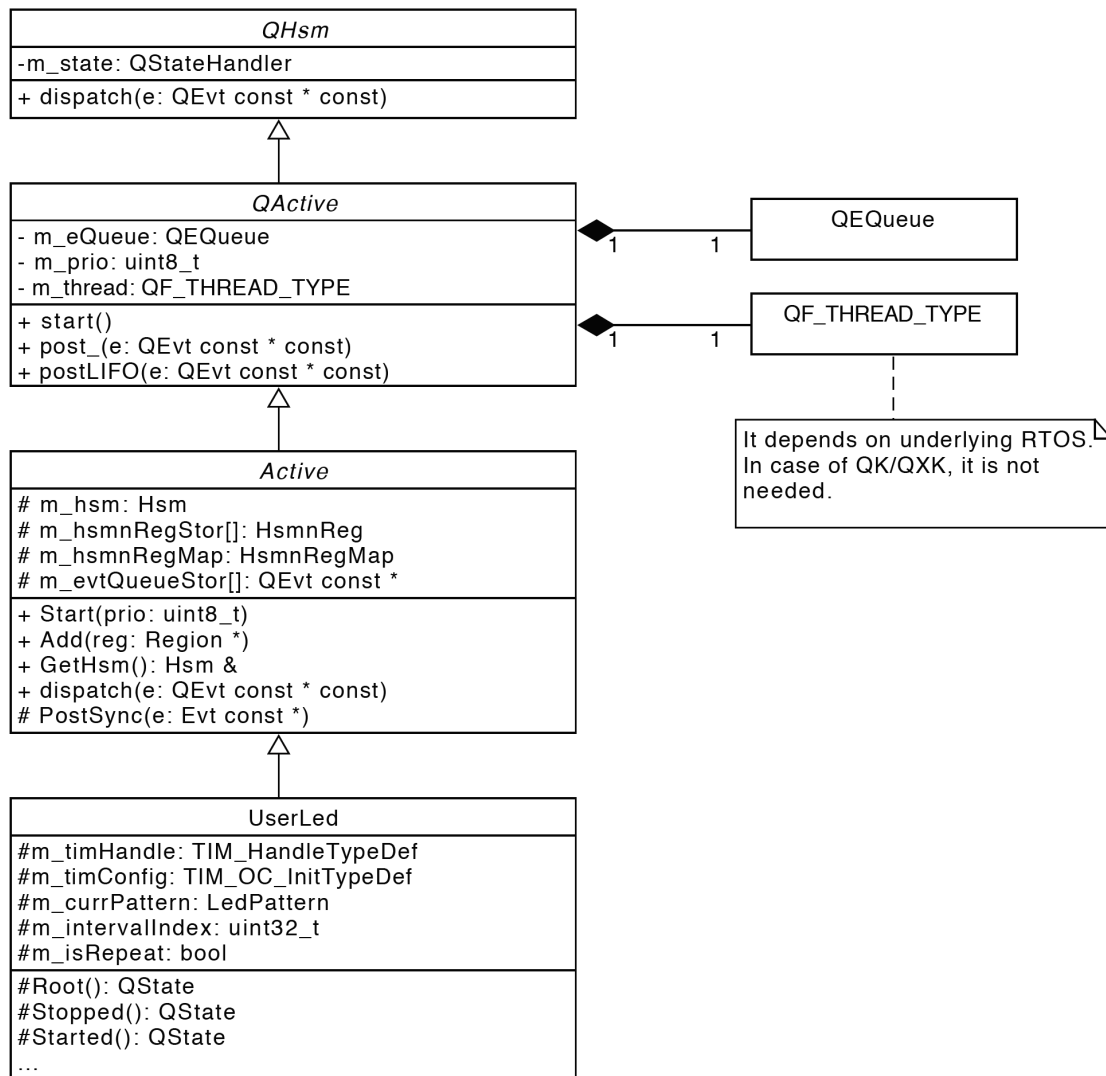 QHsm
-m_state: QStateHandler
+ dispatch(e: QEvt const * const)
QActive
- m_eQueue: QEQueue
- m_prio: uint8_t
- m_thread: QF_THREAD_TYPE
+ start()
+ post_(e: QEvt const * const)
+ postLIFO(e: QEvt const * const)
1
1
QEQueue
1
1
QF_THREAD_TYPE
It depends on underlying RTOS.
In case of QK/QXK, it is not
needed.
Active
# m_hsm: Hsm
# m_hsmnRegStor[]: HsmnReg
# m_hsmnRegMap: HsmnRegMap
# m_evtQueueStor[]: QEvt const *
+ Start(prio: uint8_t)
+ Add(reg: Region *)
+ GetHsm(): Hsm &
+ dispatch(e: QEvt const * const)
# PostSync(e: Evt const *)
UserLed
#m_timHandle: TIM_HandleTypeDef
#m_timConfig: TIM_OC_InitTypeDef
#m_currPattern: LedPattern
#m_intervalIndex: uint32_t
#m_isRepeat: bool
#Root(): QState
#Stopped(): QState
#Started(): QState
...